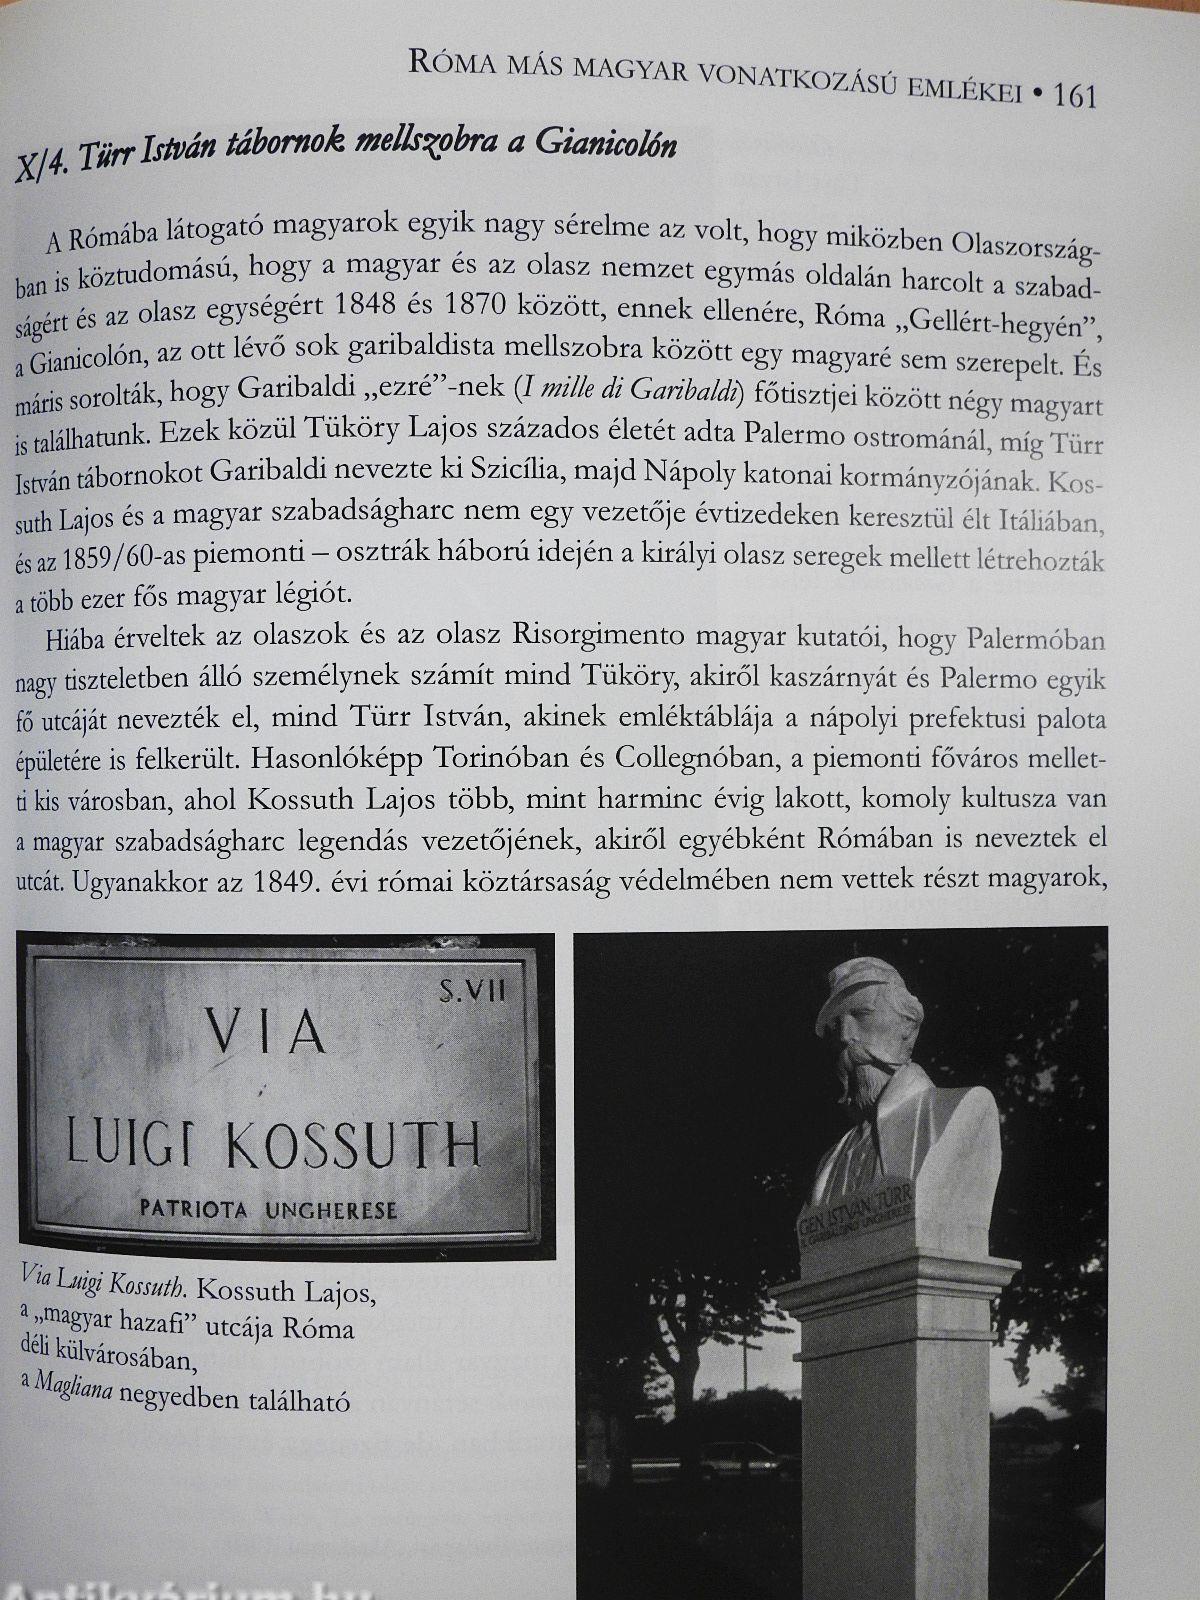 RÓMA MÁS MAGYAR VONATKOZÁSÚ EMLÉKEI • 161
X/4. Türr István tábornok mellszobra a Gianicolón
A Rómába látogató magyarok egyik nagy sérelme az volt, hogy miközben Olaszország-
ban is köztudomású, hogy a magyar és az olasz nemzet egymás oldalán harcolt a szabad-
ságért és az olasz egységért 1848 és 1870 között, ennek ellenére, Róma „Gellért-hegyén”,
a Gianicolón, az ott lévő sok garibaldista mellszobra között egy magyaré sem szerepelt. És
máris sorolták, hogy Garibaldi „ezré”-nek (I mille di Garibaldi) főtisztjei között négy magyart
is találhatunk. Ezek közül Tüköry Lajos százados életét adta Palermo ostrománál, míg Türr
István tábornokot Garibaldi nevezte ki Szicília, majd Nápoly katonai kormányzójának. Kos-
suth Lajos és a magyar szabadságharc nem egy vezetője évtizedeken keresztül élt Itáliában,
és az 1859/60-as piemonti – osztrák háború idején a királyi olasz seregek mellett létrehozták
a több ezer fős magyar légiót.
Hiába érveltek az olaszok és az olasz Risorgimento magyar kutatói, hogy Palermóban
nagy tiszteletben álló személynek számít mind Tüköry, akiről kaszárnyát és Palermo egyik
fő utcáját nevezték el, mind Türr István, akinek emléktáblája a nápolyi prefektusi palota
épületére is felkerült. Hasonlóképp Torinóban és Collegnóban, a piemonti főváros mellet-
ti kis városban, ahol Kossuth Lajos több, mint harminc évig lakott, komoly kultusza van
a magyar szabadságharc legendás vezetőjének, akiről egyébként Rómában is neveztek el
utcát. Ugyanakkor az 1849. évi római köztársaság védelmében nem vettek részt magyarok,
S.VII
VIA
LUIGI KOSSUTH
PATRIOTA UNGHERESE
GEN. ISTVAN TÜRR
IL GARIBALDINO UNGHERESE
Via Luigi Kossuth. Kossuth Lajos,
a „magyar hazafi” utcája Róma
déli külvárosában,
a Magliana negyedben található
Antikvárium.hu